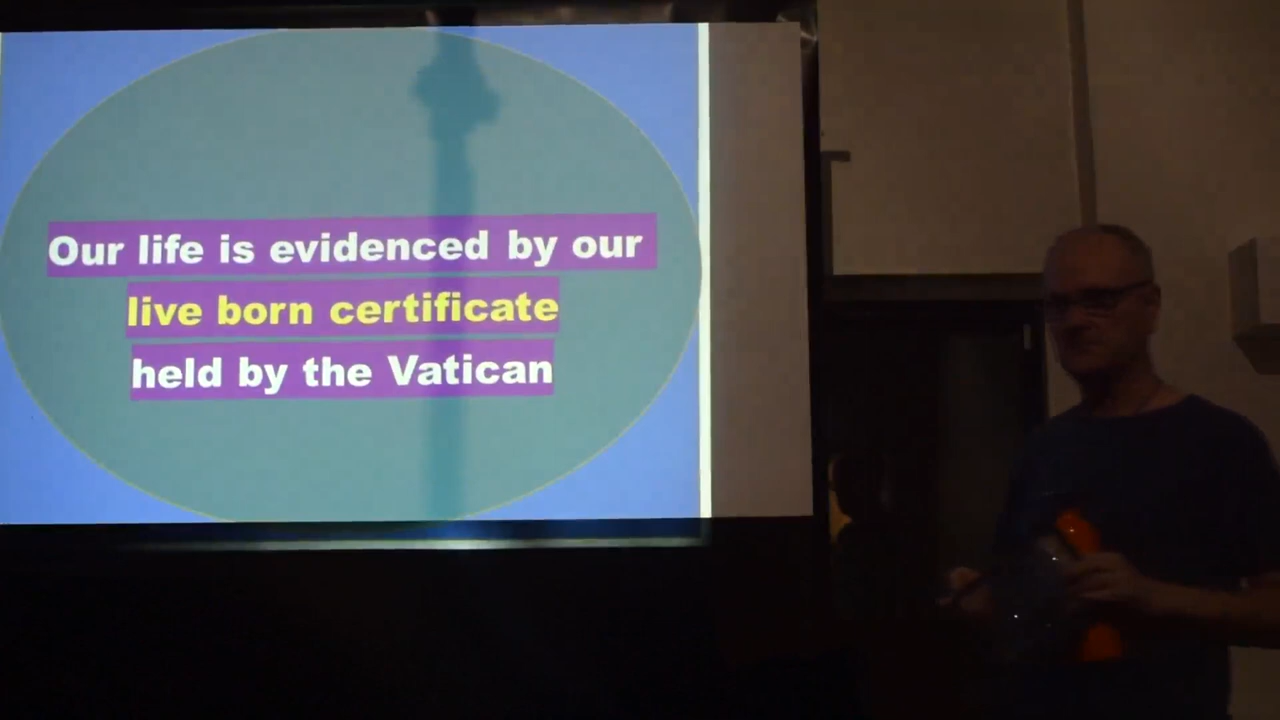 Our life is evidenced by our
live born certificate
held by the Vatican